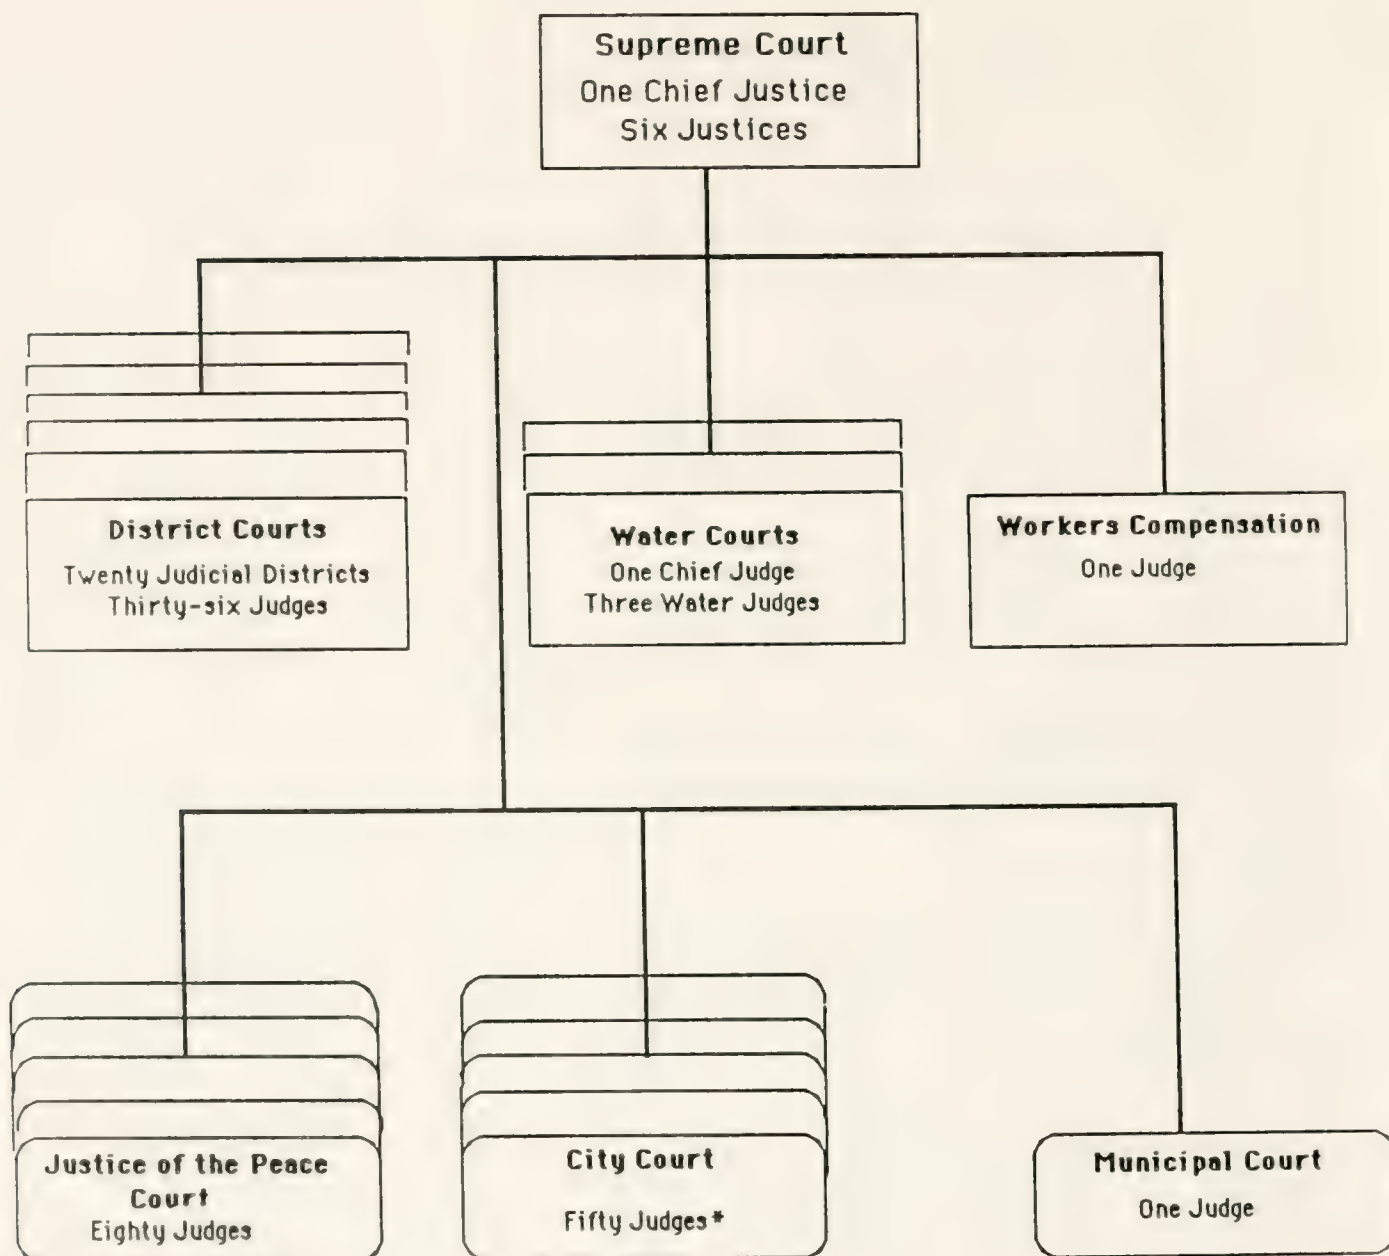 Supreme Court
One Chief Justice
Six Justices
District Courts
Twenty Judicial Districts
Thirty-six Judges
Water Courts
One Chief Judge
Three Water Judges
Workers Compensation
One Judge
Justice of the Peace
Court
Eighty Judges
City Court
Fifty Judges*
Municipal Court
One Judge